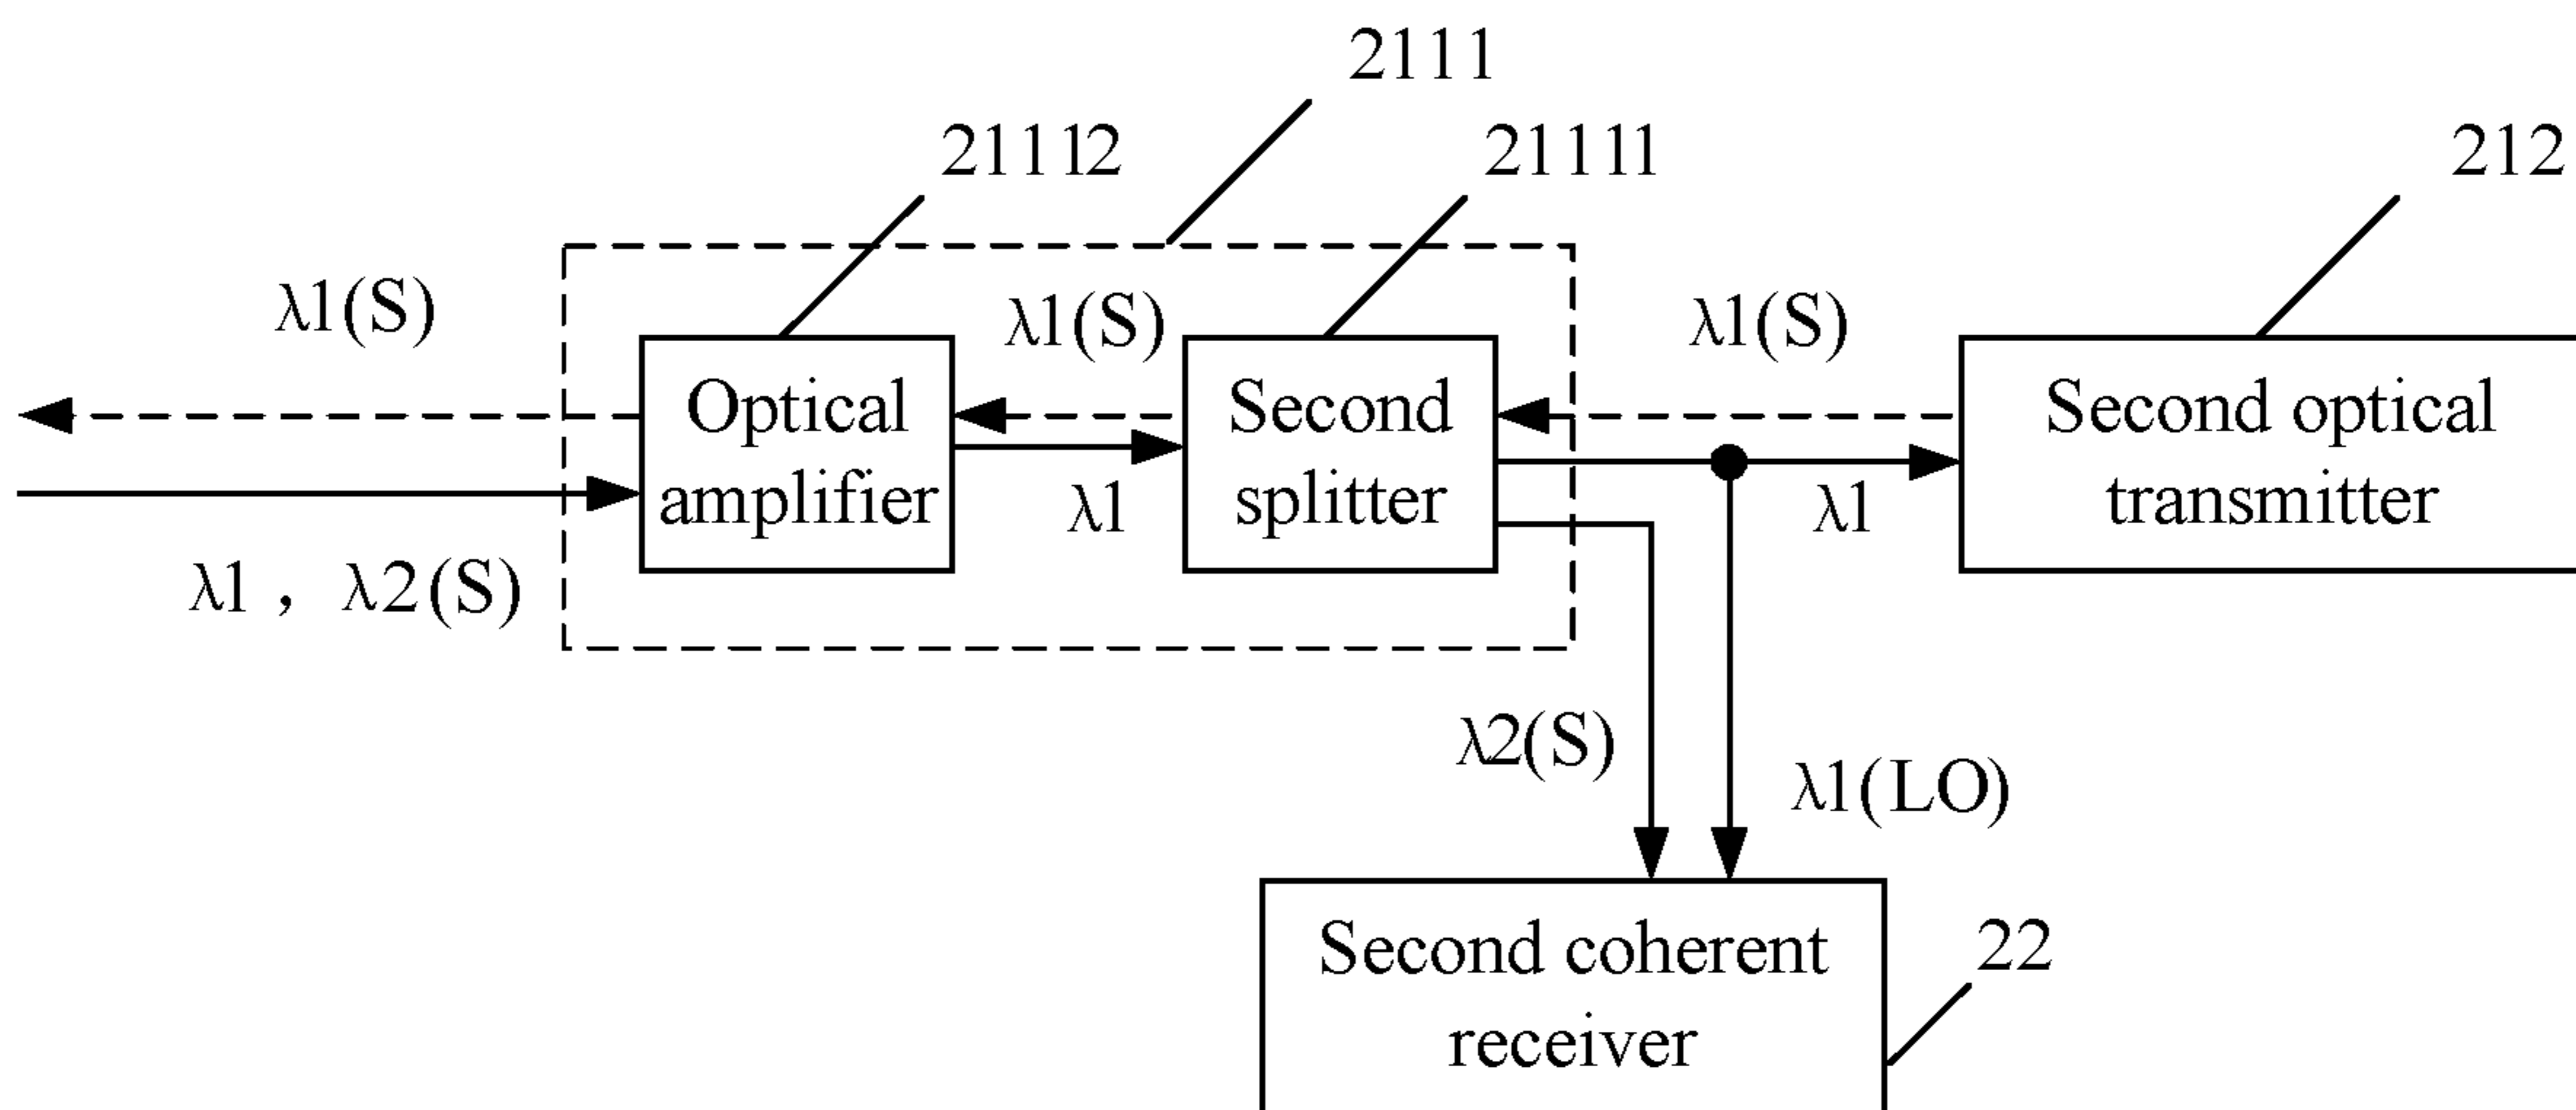 2111
21112
21111
212
λ1(S)
λ1(S)
λ1(S)
Optical
amplifier
Second
splitter
Second optical
transmitter
λ1
λ1
λ1 , λ2(S)
λ2(S)
λ1(LO)
Second coherent
receiver
22